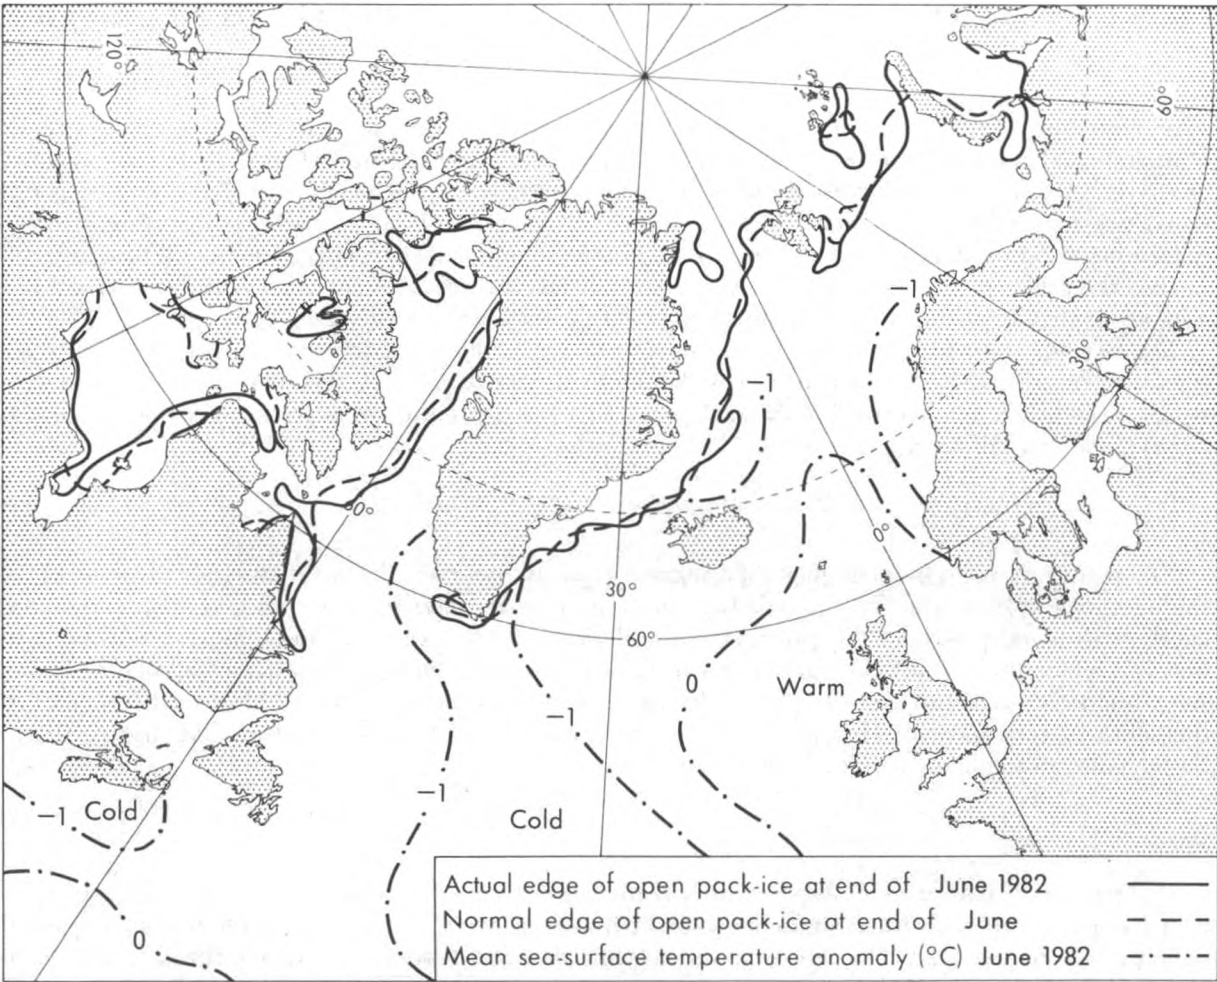 120°
60°
-1
30°
-1
60°
0°
30°
60°
0
Warm
-1
-1
-1
Cold
Cold
0
Actual edge of open pack-ice at end of June 1982
Normal edge of open pack-ice at end of June
Mean sea-surface temperature anomaly (°C) June 1982